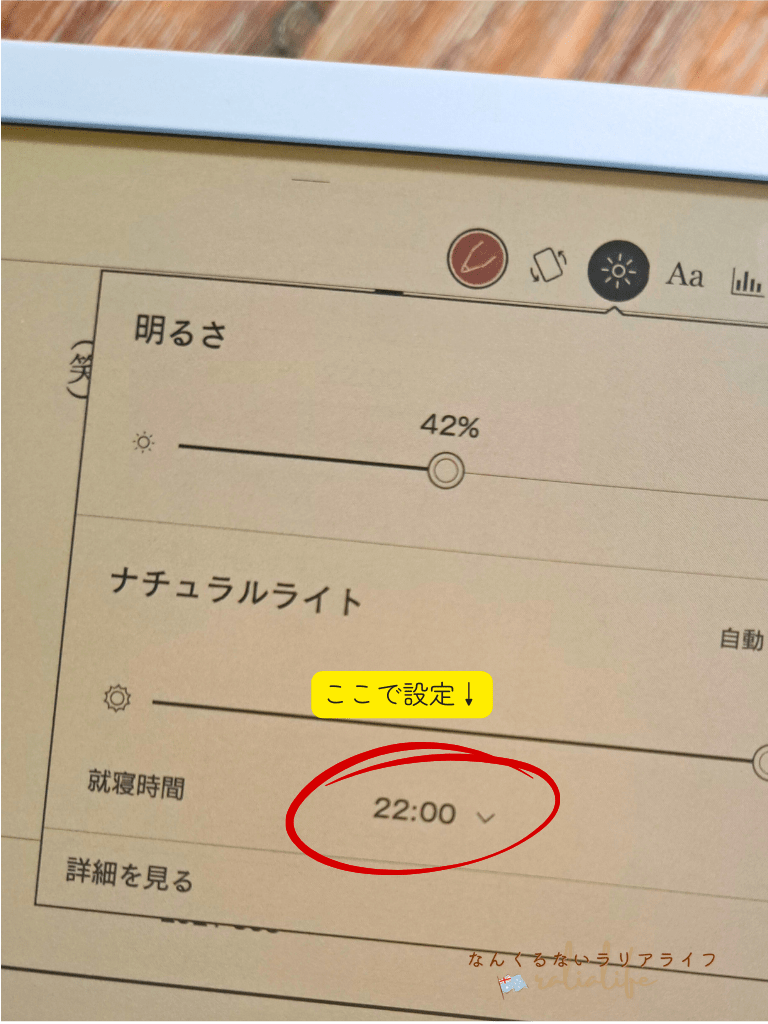 Aa
明るさ
(笑)
42%
ナチュラルライト
自動
ここで設定↓
就寝時間
22:00
詳細を見る
なんくるないラリアライフ